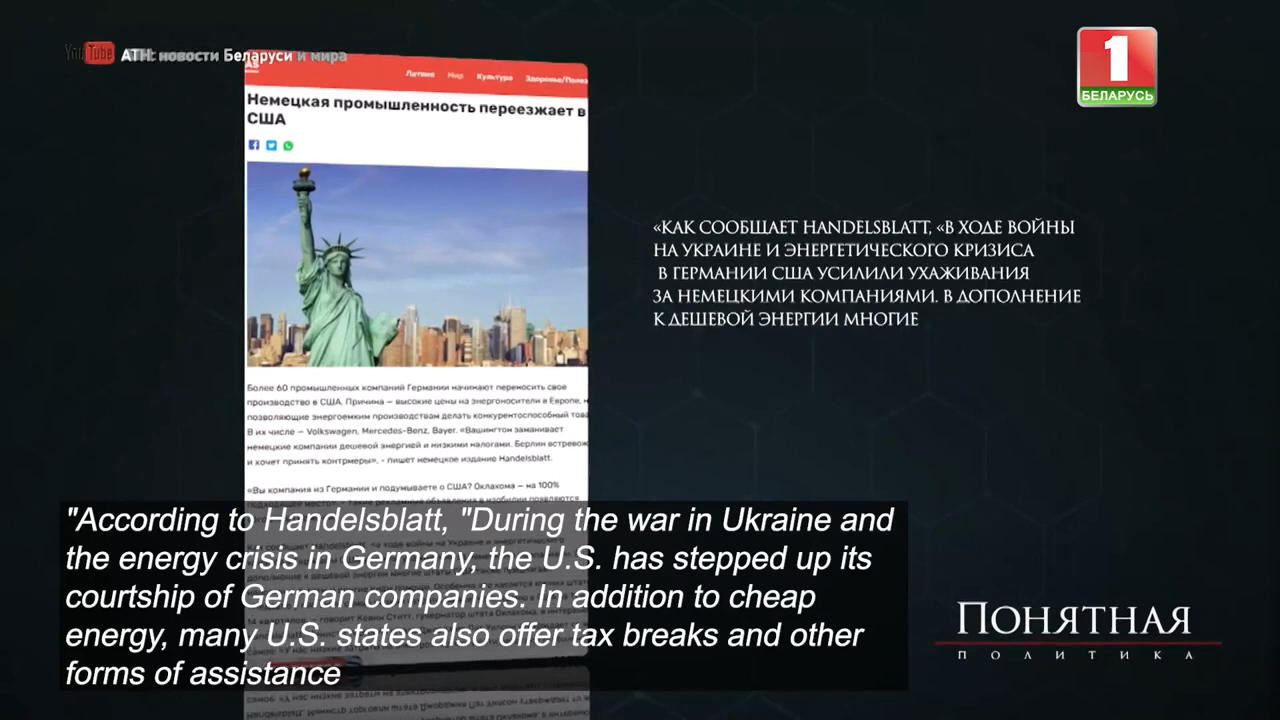 YouTube АТН: новости Беларуси и мира
1
БЕЛАРУСЬ
Латвия Мир Культура Здоровье/Полез
Немецкая промышленность переезжает в
США
«КАК СООБЩАЕТ HANDELSBLATT, «В ХОДЕ ВОЙНЫ
НА УКРАИНЕ И ЭНЕРГЕТИЧЕСКОГО КРИЗИСА
В ГЕРМАНИИ США УСИЛИЛИ УХАЖИВАНИЯ
ЗА НЕМЕЦКИМИ КОМПАНИЯМИ. В ДОПОЛНЕНИЕ
К ДЕШЕВОЙ ЭНЕРГИИ МНОГИЕ
Более 60 промышленных компаний Германии начинают переносить свое
производство в США. Причина — высокие цены на энергоносители в Европе, н
позволяющие энергоемким производствам делать конкурентоспособный това
В их числе — Volkswagen, Mercedes-Benz, Bayer. «Вашингтон заманивает
немецкие компании дешевой энергией и низкими налогами. Берлин встревож
и хочет принять контрмеры», - пишет немецкое издание Handelsblatt.
«Вы компания из Германии и подумываете о США? Оклахома — на 100%
"According to Handelsblatt, "During the war in Ukraine and
the energy crisis in Germany, the U.S. has stepped up its
courtship of German companies. In addition to cheap
energy, many U.S. states also offer tax breaks and other
forms of assistance
ПОНЯТНАЯ
ПОЛИТИКА